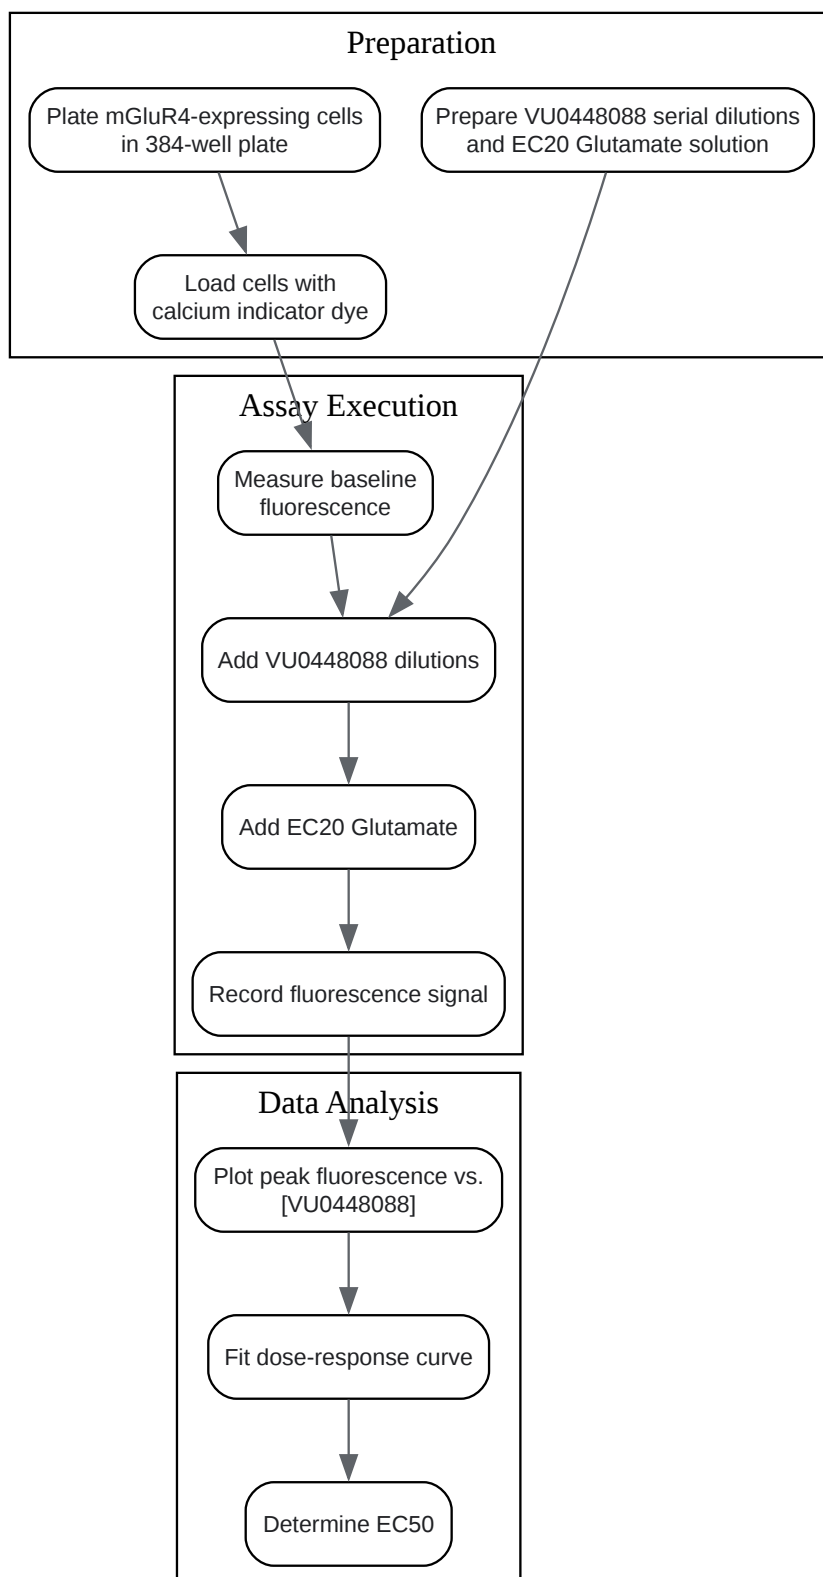 Preparation
Plate mGluR4-expressing cells
in 384-well plate
Prepare VU0448088 serial dilutions
and EC20 Glutamate solution
Load cells with
calcium indicator dye
Assay Execution
Measure baseline
fluorescence
Add VU0448088 dilutions
Add EC20 Glutamate
Record fluorescence signal
Data Analysis
Plot peak fluorescence vs.
[VU0448088]
Fit dose-response curve
Determine EC50